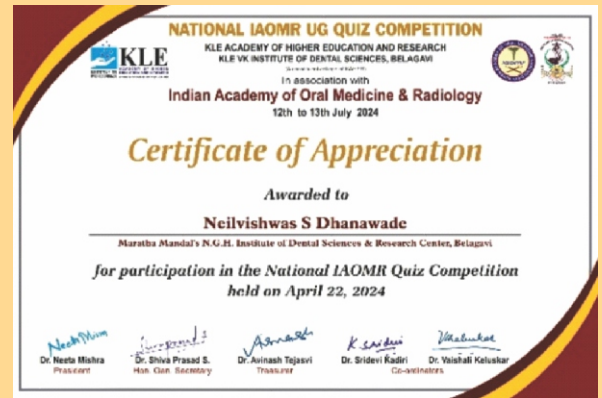 NATIONAL IAOMR UG QUIZ COMPETITION
KLE
KLE ACADEMY OF HIGHER EDUCATION AND RESEARCH
KLE VK INSTITUTE OF DENTAL SCIENCES, BELAGAVI
In association with
Indian Academy of Oral Medicine & Radiology
12th to 13th July 2024
Certificate of Appreciation
Awarded to
Neilvishwas S Dhanawade
Maratha Mandal's N.G.H. Institute of Dental Sciences & Research Center, Belagavi
for participation in the National IAOMR Quiz Competition
held on April 22, 2024
Dr. Neeta Mishra Dr. Shiva Prasad S. Dr. Avinash Tejasvi Dr. Sridevi Kadiri Dr. Vaishali Keluskar
President Hon. Gen. Secretary Treasurer Co-ordinators